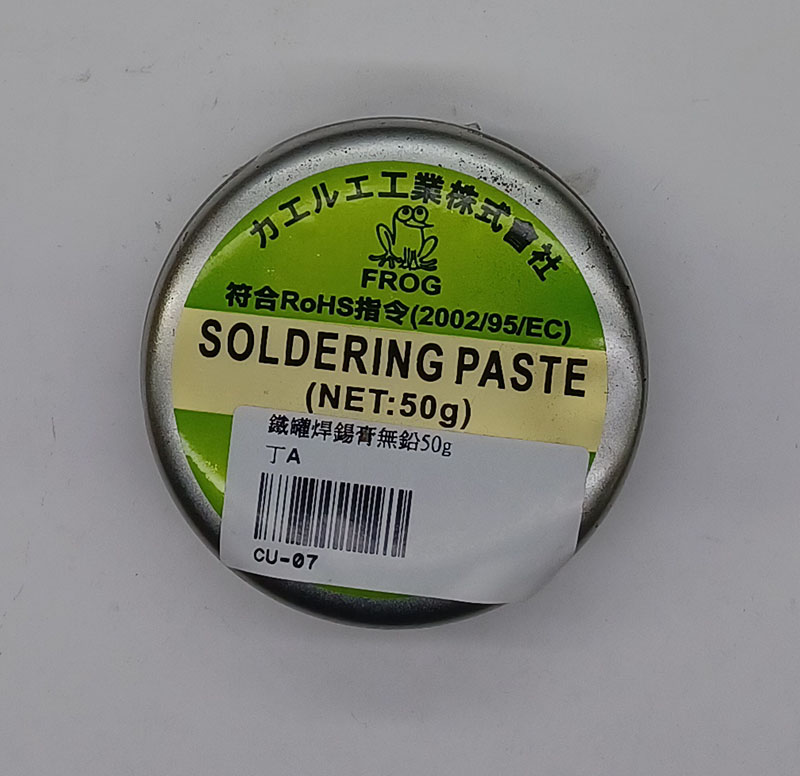 カエルエ工業株式會社
FROG
符合RoHS指令(2002/95/EC)
SOLDERING PASTE
(NET:50g)
鐵罐焊錫膏無鉛50g
丁A
CU-07